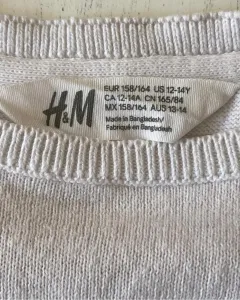 H&M
EUR 158/164 US 12-14Y
CA 12-14A CN 165/84
MX 158/164 AUS 13-14
Made in Bangladesh/
Fabriqué en Bangladesh